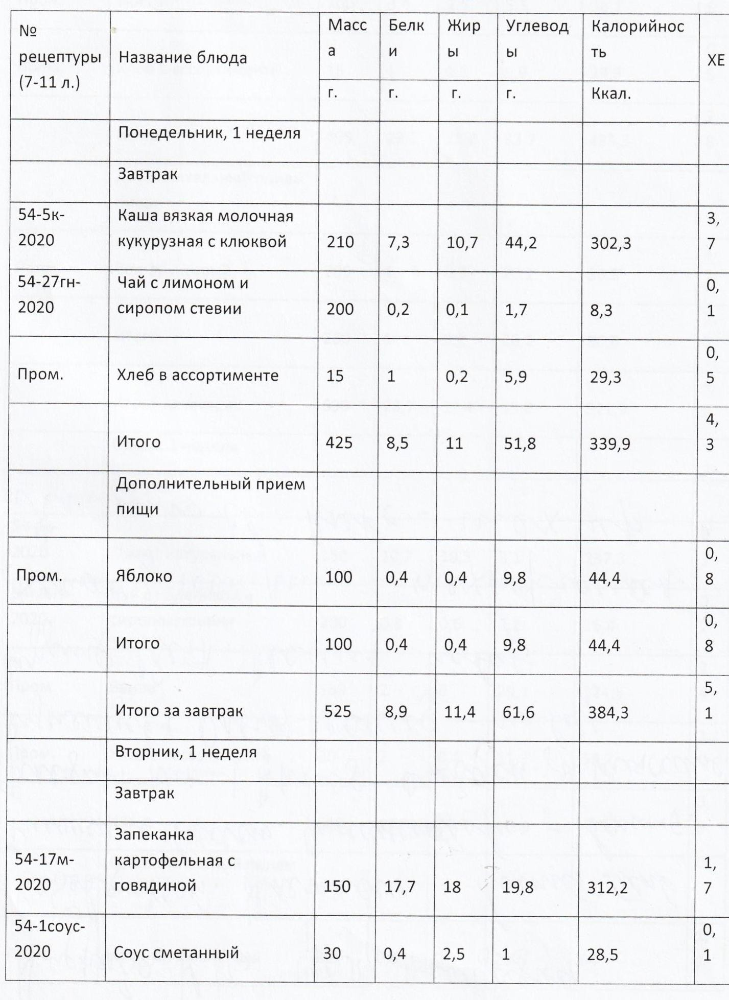 № рецептуры (7-11 л.) Название блюда Масса Белки Жиры Углеводы Калорийность ХЕ
г. г. г. г. Ккал.
Понедельник, 1 неделя
Завтрак
54-5к- Каша вязкая молочная 3,
2020 кукурузная с клюквой 210 7,3 10,7 44,2 302,3 7
54-27гн- Чай с лимоном и 0,
2020 сиропом стевии 200 0,2 0,1 1,7 8,3 1
0,
Пром. Хлеб в ассортименте 15 1 0,2 5,9 29,3 5
4,
Итого 425 8,5 11 51,8 339,9 3
Дополнительный прием
пищи
0,
Пром. Яблоко 100 0,4 0,4 9,8 44,4 8
0,
Итого 100 0,4 0,4 9,8 44,4 8
5,
Итого за завтрак 525 8,9 11,4 61,6 384,3 1
Вторник, 1 неделя
Завтрак
Запеканка
54-17м- картофельная с 1,
2020 говядиной 150 17,7 18 19,8 312,2 7
54-1соус- 0,
2020 Соус сметанный 30 0,4 2,5 1 28,5 1